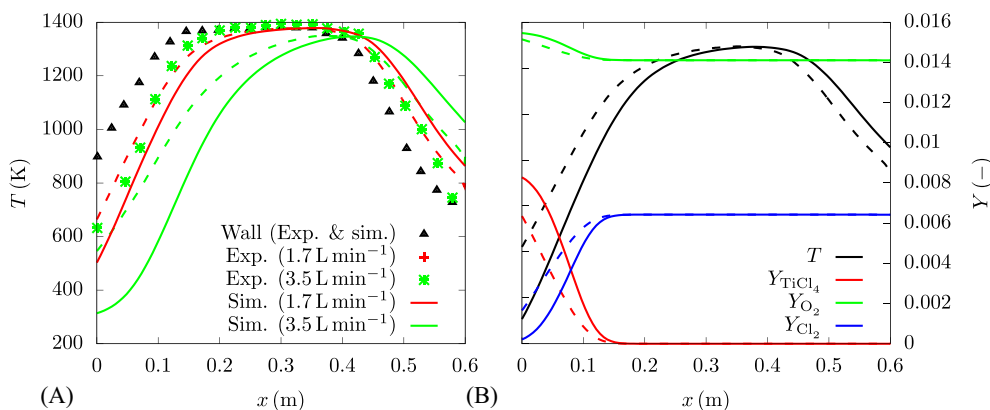 1400
1200
1000
800
600
400
200
T (K)
Wall (Exp. & sim.)
Exp. (1.7 L min⁻¹)
Exp. (3.5 L min⁻¹)
Sim. (1.7 L min⁻¹)
Sim. (3.5 L min⁻¹)
0 0.1 0.2 0.3 0.4 0.5 0.6
(A)
x (m)
0.016
0.014
0.012
0.01
0.008
0.006
0.004
0.002
0
Y (−)
T
Y_TiCl₄
Y_O₂
Y_Cl₂
0 0.1 0.2 0.3 0.4 0.5 0.6
(B)
x (m)